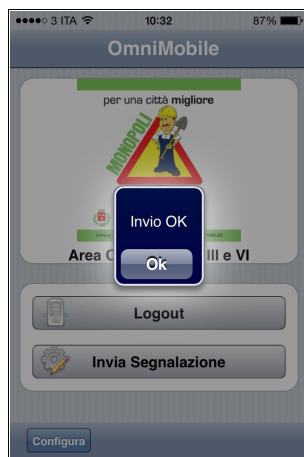 3 ITA 10:32 87%
OmniMobile
per una città migliore
MONOPOLI
Invio OK
Area III e VI
Ok
Logout
Invia Segnalazione
Configura